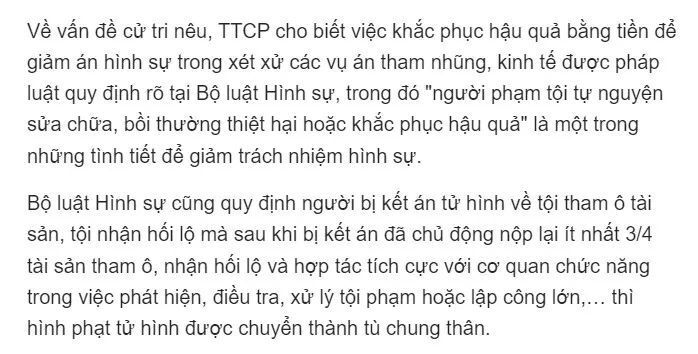 Về vấn đề cử tri nêu, TTCP cho biết việc khắc phục hậu quả bằng tiền để
giảm án hình sự trong xét xử các vụ án tham nhũng, kinh tế được pháp
luật quy định rõ tại Bộ luật Hình sự, trong đó "người phạm tội tự nguyện
sửa chữa, bồi thường thiệt hại hoặc khắc phục hậu quả" là một trong
những tình tiết để giảm trách nhiệm hình sự.
Bộ luật Hình sự cũng quy định người bị kết án tử hình về tội tham ô tài
sản, tội nhận hối lộ mà sau khi bị kết án đã chủ động nộp lại ít nhất 3/4
tài sản tham ô, nhận hối lộ và hợp tác tích cực với cơ quan chức năng
trong việc phát hiện, điều tra, xử lý tội phạm hoặc lập công lớn,... thì
hình phạt tử hình được chuyển thành tù chung thân.